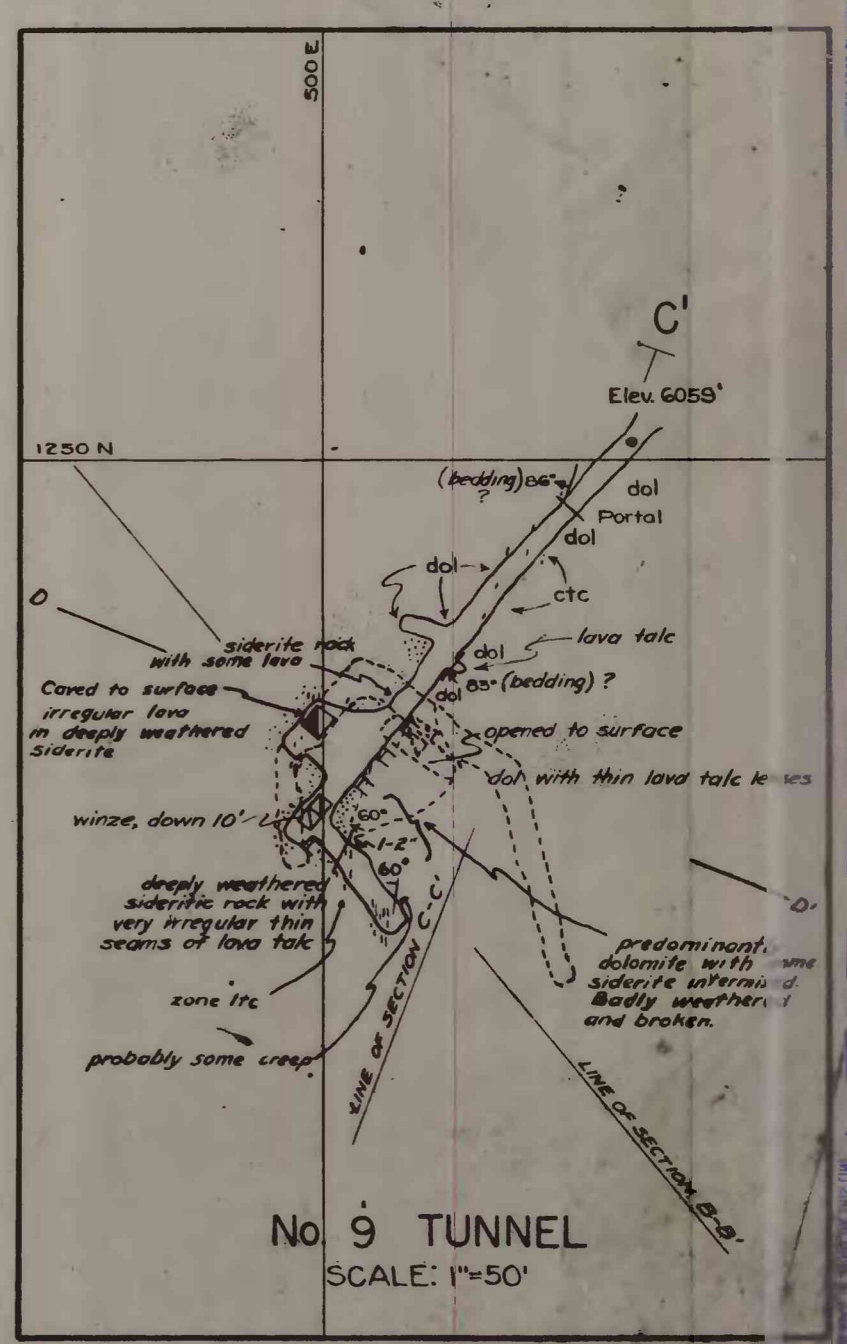 500 E
C'
Elev. 6059'
1250 N
(bedding) 86°
?
dol
Portal
dol
dol
ctc
D
siderite rock
with some lava
lava talc
dol
83° (bedding) ?
dol
Caved to surface
irregular lava
in deeply weathered
siderite
opened to surface
dol with thin lava talc
winze, down 10'
60°
1-2"
60°
deeply weathered
sideritic rock with
very irregular thin
seams of lava talc
D'
dolomite with
siderite
Badly weathered
and broken.
zone ltc
probably some creep
LINE OF SECTION C-C'
LINE OF SECTION B-B'
No. 9 TUNNEL
SCALE: 1"=50'